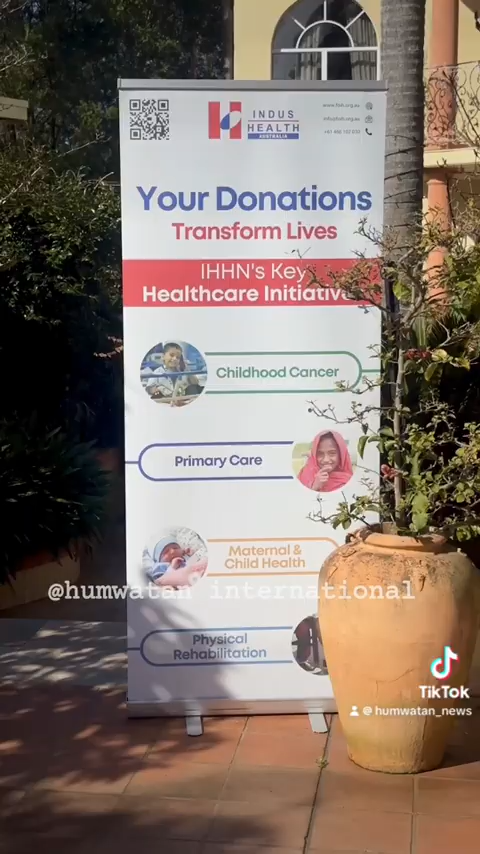 INDUS
HEALTH
AUSTRALIA
Your Donations
Transform Lives
IHHN's Key
Healthcare Initiative
Childhood Cancer
Primary Care
Maternal &
Child Health
@humwatan international
Physical
Rehabilitation
TikTok
@humwatan_news